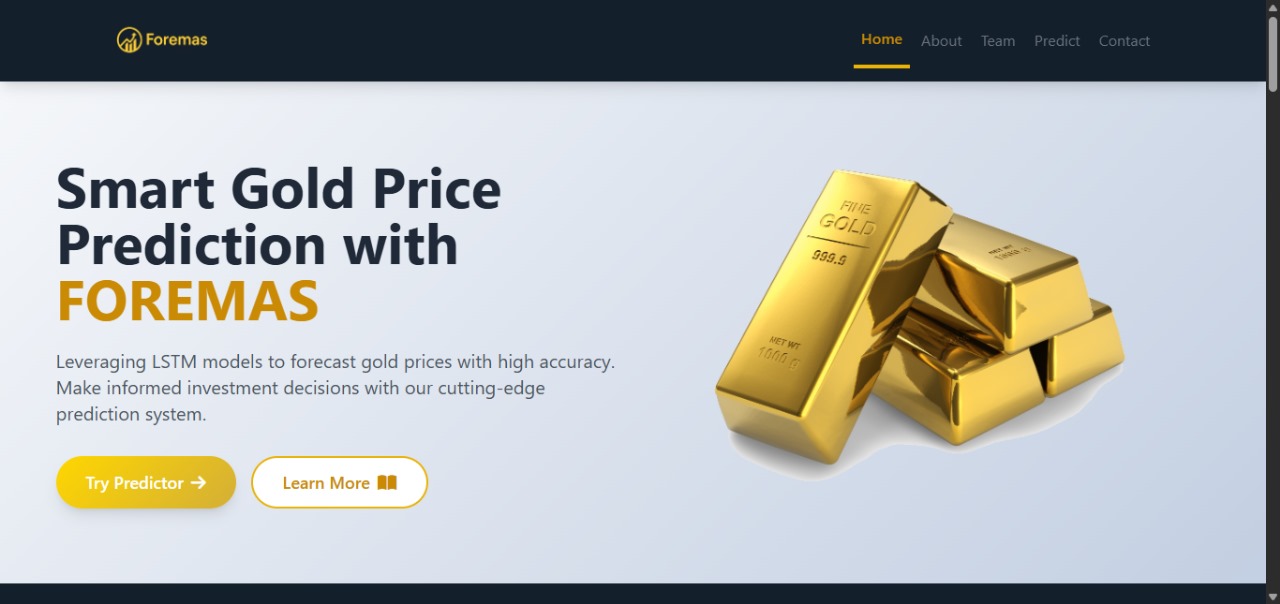 Foremas
Home
About
Team
Predict
Contact
Smart Gold Price
Prediction with
FOREMAS
Leveraging LSTM models to forecast gold prices with high accuracy.
Make informed investment decisions with our cutting-edge
prediction system.
Try Predictor
Learn More
FINE
GOLD
999.9
NET WT
1000 g
NET WT